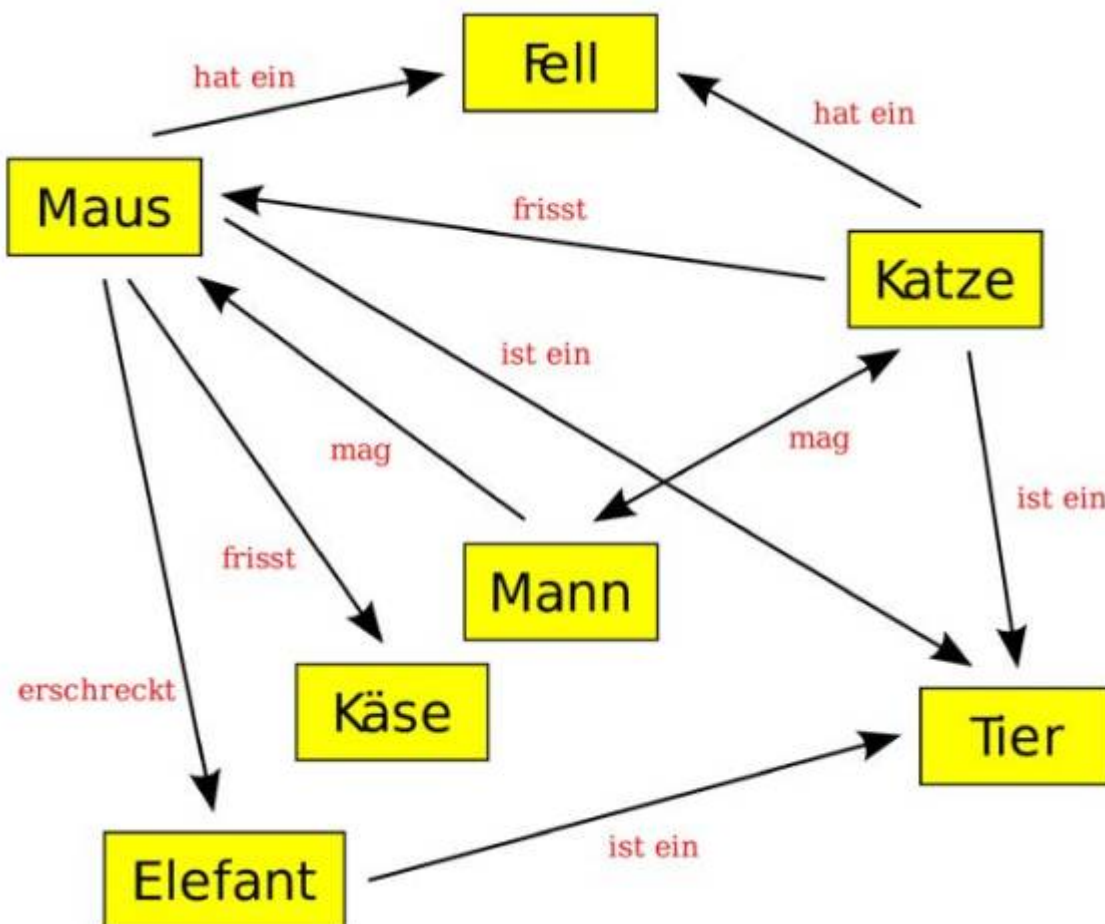 Fell
hat ein
hat ein
Maus
frisst
Katze
ist ein
mag
mag
ist ein
frisst
Mann
erschreckt
Käse
Tier
ist ein
Elefant